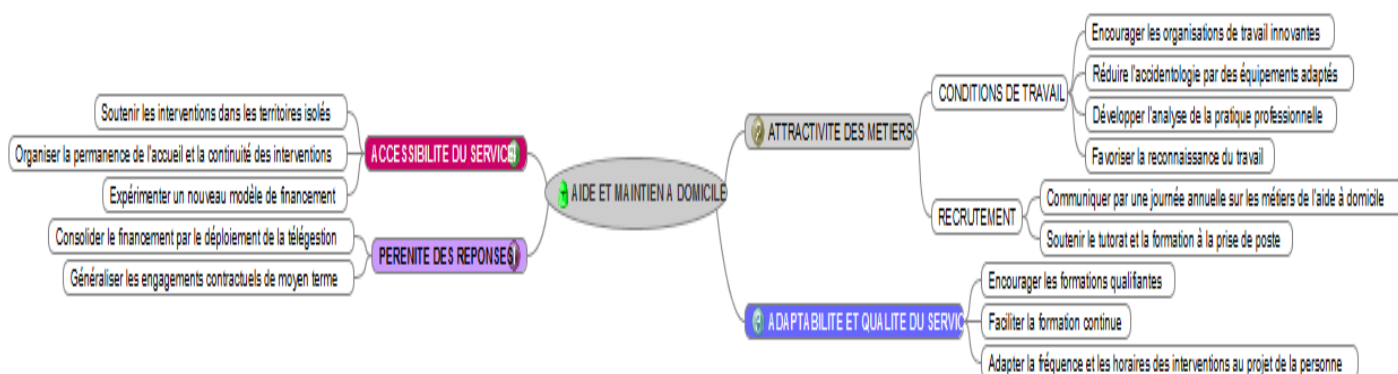 AIDE ET MAINTIEN A DOMICILE
ATTRACTIVITE DES METIERS
CONDITIONS DE TRAVAIL
Encourager les organisations de travail innovantes
Réduire l'accidentologie par des équipements adaptés
Développer l'analyse de la pratique professionnelle
Favoriser la reconnaissance du travail
RECRUTEMENT
Communiquer par une journée annuelle sur les métiers de l'aide à domicile
Soutenir le tutorat et la formation à la prise de poste
ADAPTABILITE ET QUALITE DU SERVIC
Encourager les formations qualifiantes
Faciliter la formation continue
Adapter la fréquence et les horaires des interventions au projet de la personne
ACCESSIBILITE DU SERVICE
Soutenir les interventions dans les territoires isolés
Organiser la permanence de l'accueil et la continuité des interventions
Expérimenter un nouveau modèle de financement
PERENITE DES REPONSES
Consolider le financement par le déploiement de la télégestion
Généraliser les engagements contractuels de moyen terme